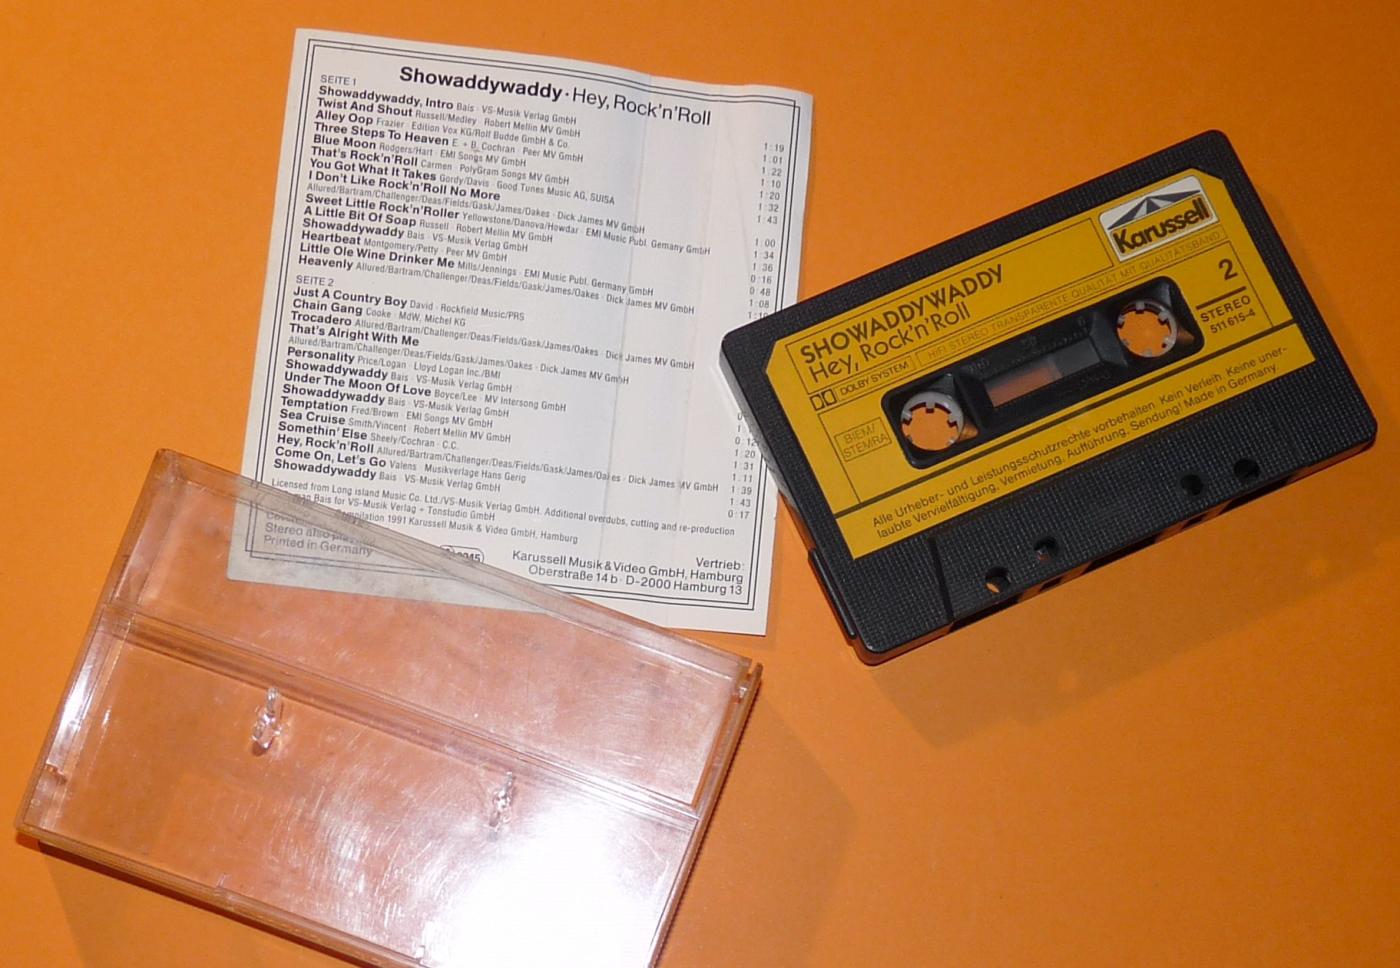 Showaddywaddy · Hey, Rock'n'Roll
SEITE 1
Showaddywaddy, Intro Bais · VS-Musik Verlag GmbH 1:19
Twist And Shout Russell/Medley · Robert Mellin MV GmbH 1:01
Alley Oop Frazier · Edition Vox KG/Rolf Budde GmbH & Co. 1:22
Three Steps To Heaven E. + B. Cochran · Peer MV GmbH 1:10
Blue Moon Rodgers/Hart · EMI Songs MV GmbH 1:20
That's Rock'n'Roll Carmen · PolyGram Songs MV GmbH 1:32
You Got What It Takes Gordy/Davis · Good Tunes Music AG, SUISA 1:43
I Don't Like Rock'n'Roll No More
Allured/Bartram/Challenger/Deas/Fields/Gask/James/Oakes · Dick James MV GmbH 1:00
Sweet Little Rock'n'Roller Yellowstone/Danova/Howdar · EMI Music Publ. Gemany GmbH 1:34
A Little Bit Of Soap Russell · Robert Mellin MV GmbH 1:36
Showaddywaddy Bais · VS-Musik Verlag GmbH 0:16
Heartbeat Montgomery/Petty · Peer MV GmbH 0:48
Little Ole Wine Drinker Me Mills/Jennings · EMI Music Publ. Germany GmbH 1:08
Heavenly Allured/Bartram/Challenger/Deas/Fields/Gask/James/Oakes · Dick James MV GmbH
SEITE 2
Just A Country Boy David · Rockfield Music/PRS
Chain Gang Cooke · MdW, Michel KG
Trocadero Allured/Bartram/Challenger/Deas/Fields/Gask/James/Oakes · Dick James MV GmbH
That's Alright With Me
Allured/Bartram/Challenger/Deas/Fields/Gask/James/Oakes · Dick James MV GmbH
Personality Price/Logan · Lloyd Logan Inc./BMI
Showaddywaddy Bais · VS-Musik Verlag GmbH
Under The Moon Of Love Boyce/Lee · MV Intersong GmbH
Showaddywaddy Bais · VS-Musik Verlag GmbH 0:12
Temptation Fred/Brown · EMI Songs MV GmbH 1:20
Sea Cruise Smith/Vincent · Robert Mellin MV GmbH 1:31
Somethin' Else Sheely/Cochran · C.C. 1:11
Hey, Rock'n'Roll Allured/Bartram/Challenger/Deas/Fields/Gask/James/Oakes · Dick James MV GmbH 1:39
Come On, Let's Go Valens · Musikverlage Hans Gerig 1:43
Showaddywaddy Bais · VS-Musik Verlag GmbH 0:17
Licensed from Long island Music Co. Ltd./VS-Musik Verlag GmbH. Additional overdubs, cutting and re-production
Bais for VS-Musik Verlag + Tonstudio GmbH
1991 Karussell Musik & Video GmbH, Hamburg
Stereo also
Printed in Germany
Vertrieb:
Karussell Musik & Video GmbH, Hamburg
Oberstraße 14 b · D-2000 Hamburg 13
Karussell
SHOWADDYWADDY
Hey, Rock'n'Roll
DOLBY SYSTEM
HIFI STEREO TRANSPARENTE QUALITÄT MIT QUALITÄTSBAND
2
STEREO
511 615-4
BIEM/
STEMRA
Alle Urheber- und Leistungsschutzrechte vorbehalten. Kein Verleih. Keine uner-
laubte Vervielfältigung, Vermietung, Aufführung, Sendung! Made in Germany